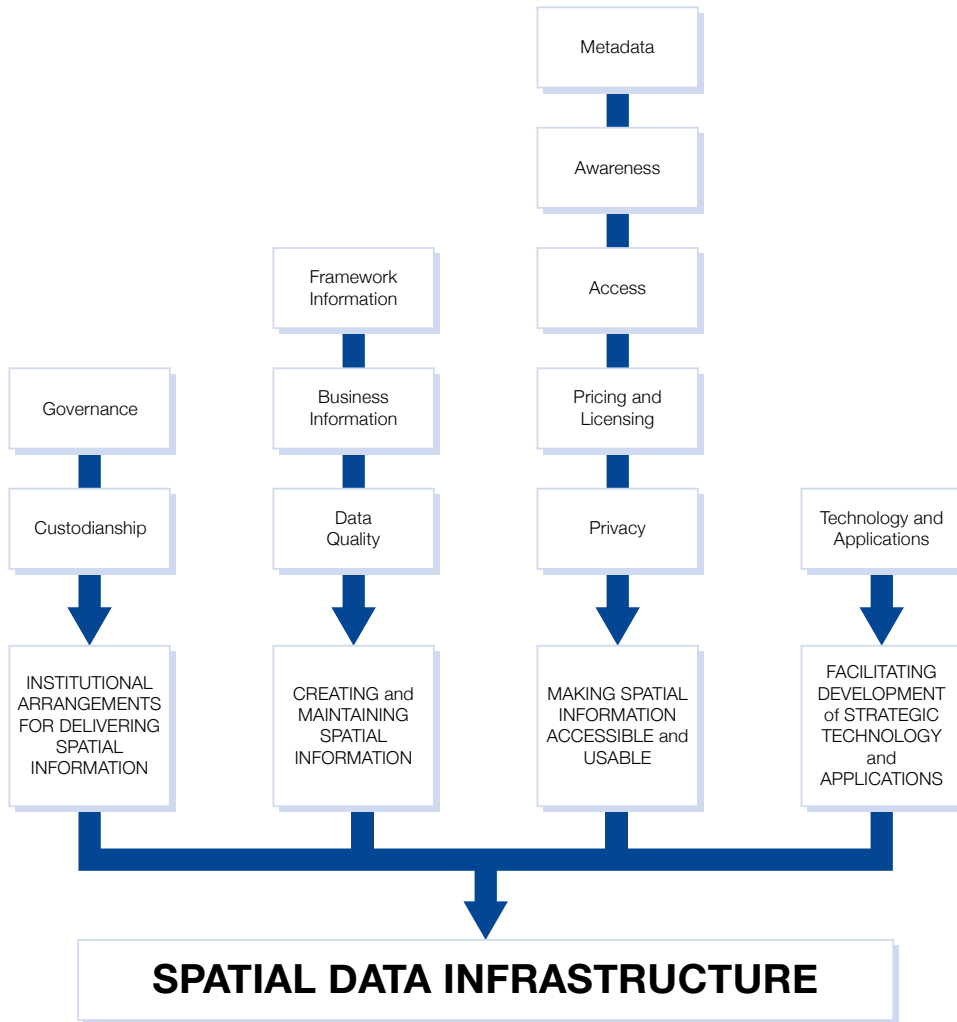 Metadata
Awareness
Framework
Information
Access
Governance
Business
Information
Pricing and
Licensing
Custodianship
Data
Quality
Privacy
Technology and
Applications
INSTITUTIONAL
ARRANGEMENTS
FOR DELIVERING
SPATIAL
INFORMATION
CREATING and
MAINTAINING
SPATIAL
INFORMATION
MAKING SPATIAL
INFORMATION
ACCESSIBLE and
USABLE
FACILITATING
DEVELOPMENT
of STRATEGIC
TECHNOLOGY
and
APPLICATIONS
SPATIAL DATA INFRASTRUCTURE